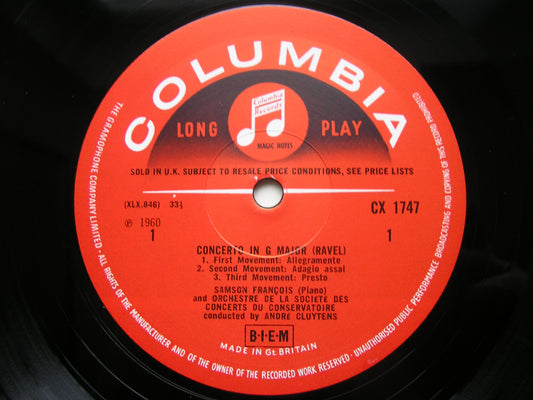 COLUMBIA
Columbia
Records
LONG PLAY
MAGIC NOTES
SOLD IN U.K. SUBJECT TO RESALE PRICE CONDITIONS, SEE PRICE LISTS
(XLX.846) 33⅓
CX 1747
℗ 1960
1
1
CONCERTO IN G MAJOR (RAVEL)
1. First Movement: Allegramente
2. Second Movement: Adagio assai
3. Third Movement: Presto
SAMSON FRANÇOIS (Piano)
and ORCHESTRE DE LA SOCIETE DES
CONCERTS DU CONSERVATOIRE
conducted by ANDRE CLUYTENS
B·I·E·M
MADE IN Gt BRITAIN
THE GRAMOPHONE COMPANY LIMITED - ALL RIGHTS OF THE MANUFACTURER AND OF THE OWNER OF THE RECORDED WORK RESERVED - UNAUTHORISED PUBLIC PERFORMANCE BROADCASTING AND COPYING OF THIS RECORD PROHIBITED